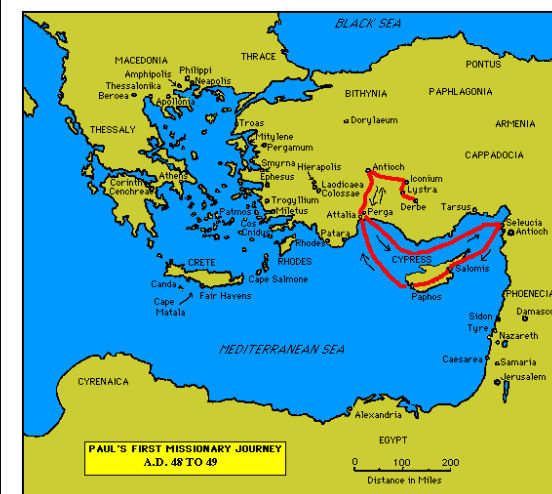 BLACK SEA
MACEDONIA
THRACE
Amphipolis
Philippi
Neapolis
Thessalonika
Beroea
Apollonia
PONTUS
BITHYNIA
PAPHLAGONIA
Dorylaeum
ARMENIA
THESSALY
Troas
Mitylene
Pergamum
CAPPADOCIA
Smyrna
Hierapolis
Antioch
Iconium
Ephesus
Laodicaea
Colossae
Lystra
Athens
Corinth
Cenchreae
Trogyllium
Derbe
Tarsus
Patmos
Miletus
Attalia
Perga
Seleucia
Antioch
Cos
Cnidus
Patara
Rhodes
CYPRESS
CRETE
RHODES
Salomis
Cape Salmone
Canda
Fair Havens
Paphos
PHOENECIA
Cape
Matala
Sidon
Damascu
Tyre
Nazareth
MEDITERRANEAN SEA
Caesarea
Samaria
Jerusalem
CYRENAICA
Alexandria
EGYPT
PAUL'S FIRST MISSIONARY JOURNEY
A.D. 48 TO 49
0 100 200
Distance in Miles